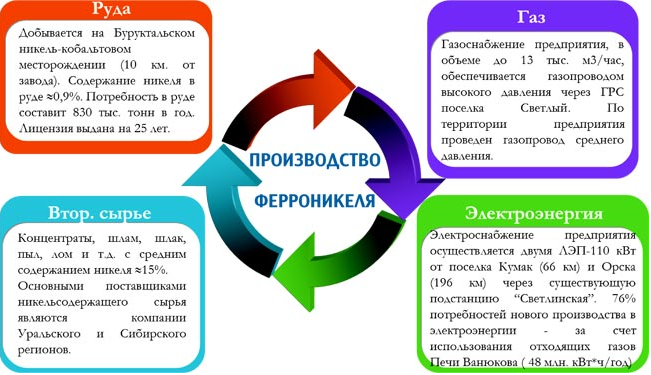 Руда
Добывается на Буруктальском
никель-кобальтовом
месторождении (10 км. от
завода). Содержание никеля в
руде ≈0,9%. Потребность в руде
составит 830 тыс. тонн в год.
Лицензия выдана на 25 лет.
Газ
Газоснабжение предприятия, в
объеме до 13 тыс. м3/час,
обеспечивается газопроводом
высокого давления через ГРС
поселка Светлый. По
территории предприятия
проведен газопровод среднего
давления.
ПРОИЗВОДСТВО
ФЕРРОНИКЕЛЯ
Втор. сырье
Концентраты, шлам, шлак,
пыл, лом и т.д. с средним
содержанием никеля ≈15%.
Основными поставщиками
никельсодержащего сырья
являются компании
Уральского и Сибирского
регионов.
Электроэнергия
Электроснабжение предприятия
осуществляется двумя ЛЭП-110 кВт
от поселка Кумак (66 км) и Орска
(196 км) через существующую
подстанцию “Светлинская”. 76%
потребностей нового производства в
электроэнергии - за счет
использования отходящих газов
Печи Ванюкова ( 48 млн. кВт*ч/год)